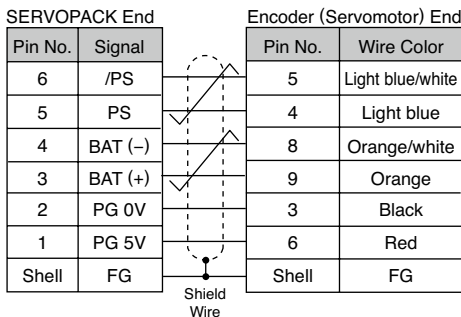 SERVOPACK End Encoder (Servomotor) End
Pin No. Signal Pin No. Wire Color
6 /PS 5 Light blue/white
5 PS 4 Light blue
4 BAT (−) 8 Orange/white
3 BAT (+) 9 Orange
2 PG 0V 3 Black
1 PG 5V 6 Red
Shell FG Shell FG
Shield
Wire